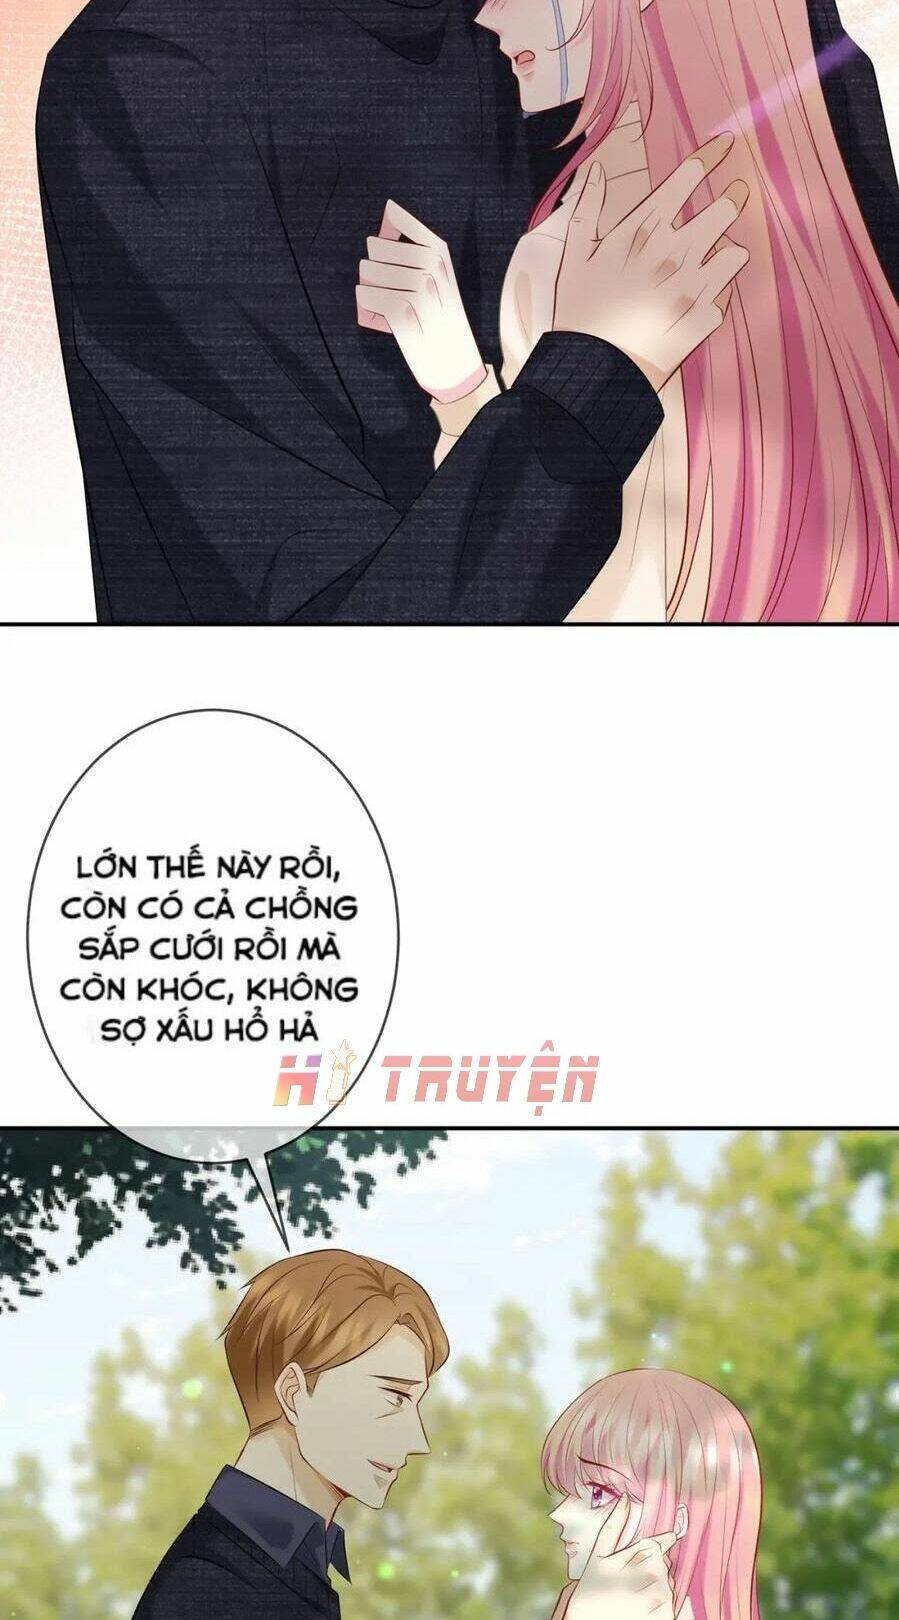 LỚN THẾ NÀY RỒI,
CÒN CÓ CẢ CHỒNG
SẮP CƯỚI RỒI MÀ
CÒN KHÓC, KHÔNG
SỢ XẤU HỔ HẢ
HI TRUYỆN